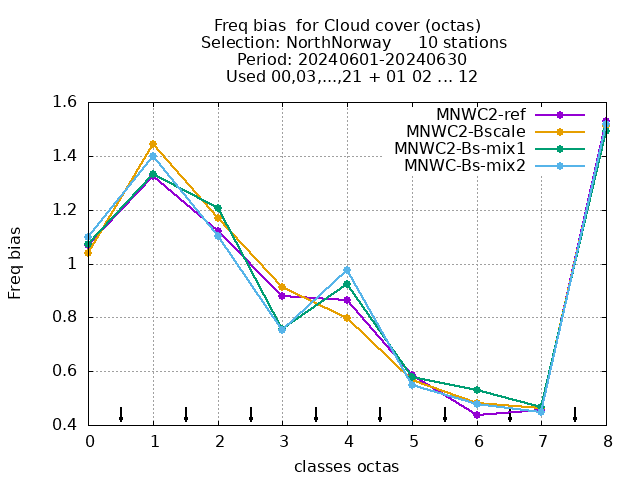 Freq bias  for Cloud cover (octas)
Selection: NorthNorway     10 stations
Period: 20240601-20240630
Used 00,03,...,21 + 01 02 ... 12
MNWC2-ref
MNWC2-Bscale
MNWC2-Bs-mix1
MNWC-Bs-mix2
1.6
1.4
1.2
1
0.8
0.6
0.4
Freq bias
0 1 2 3 4 5 6 7 8
classes octas